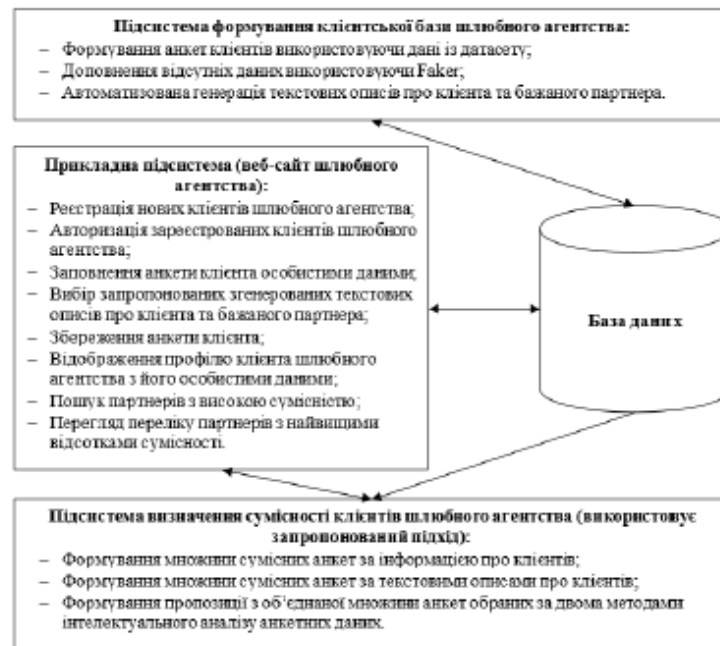 Підсистема формування клієнтської бази шлюбного агентства:
– Формування анкет клієнтів використовуючи дані із датасету;
– Доповнення відсутніх даних використовуючи Faker;
– Автоматизована генерація текстових описів про клієнта та бажаного партнера.
Прикладна підсистема (веб-сайт шлюбного
агентства):
– Реєстрація нових клієнтів шлюбного агентства;
– Авторизація зареєстрованих клієнтів шлюбного
агентства;
– Заповнення анкети клієнта особистими даними;
– Вибір запропонованих згенерованих текстових
описів про клієнта та бажаного партнера;
– Збереження анкети клієнта;
– Відображення профілю клієнта шлюбного
агентства з його особистими даними;
– Пошук партнерів з високою сумісністю;
– Перегляд переліку партнерів з найвищими
відсотками сумісності.
База даних
Підсистема визначення сумісності клієнтів шлюбного агентства (використовує
запропонований підхід):
– Формування множини сумісних анкет за інформацією про клієнтів;
– Формування множини сумісних анкет за текстовими описами про клієнтів;
– Формування пропозиції з об’єднаної множини анкет обраних за двома методами
інтелектуального аналізу анкетних даних.